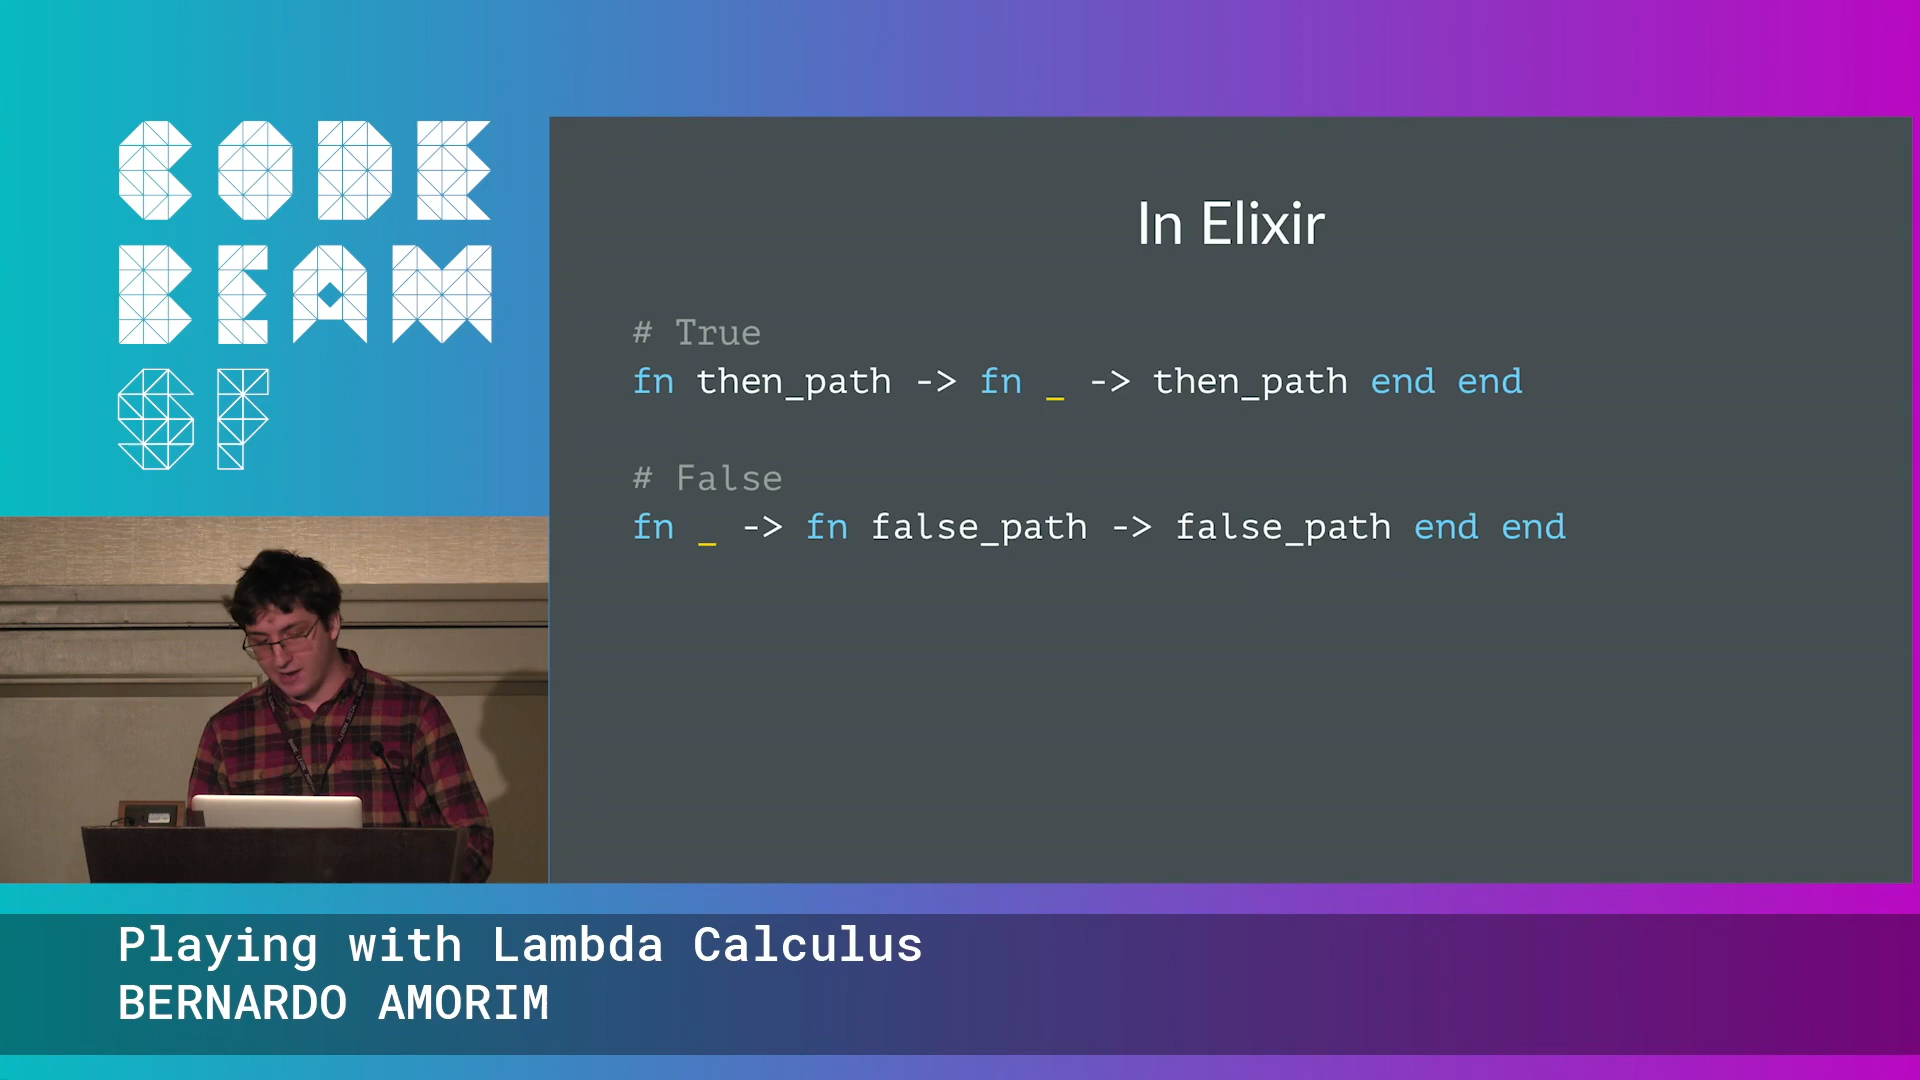 CODE
BEAM
SF
In Elixir
# True
fn then_path -> fn _ -> then_path end end
# False
fn _ -> fn false_path -> false_path end end
Playing with Lambda Calculus
BERNARDO AMORIM